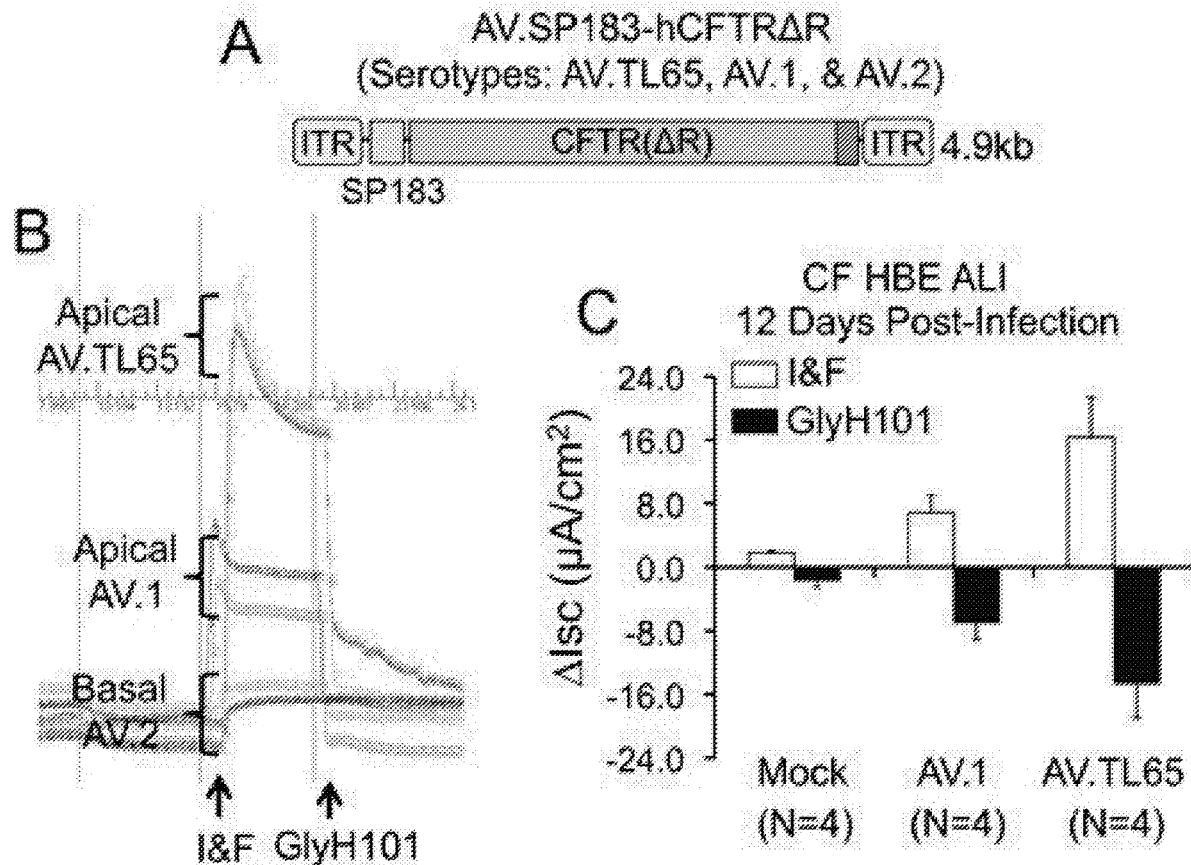 A
AV.SP183-hCFTRΔR
(Serotypes: AV.TL65, AV.1, & AV.2)
ITR
CFTR(ΔR)
ITR
4.9kb
SP183
B
Apical
AV.TL65
Apical
AV.1
Basal
AV.2
I&F
GlyH101
C
CF HBE ALI
12 Days Post-Infection
I&F
GlyH101
ΔIsc (µA/cm²)
24.0
16.0
8.0
0.0
-8.0
-16.0
-24.0
Mock
(N=4)
AV.1
(N=4)
AV.TL65
(N=4)